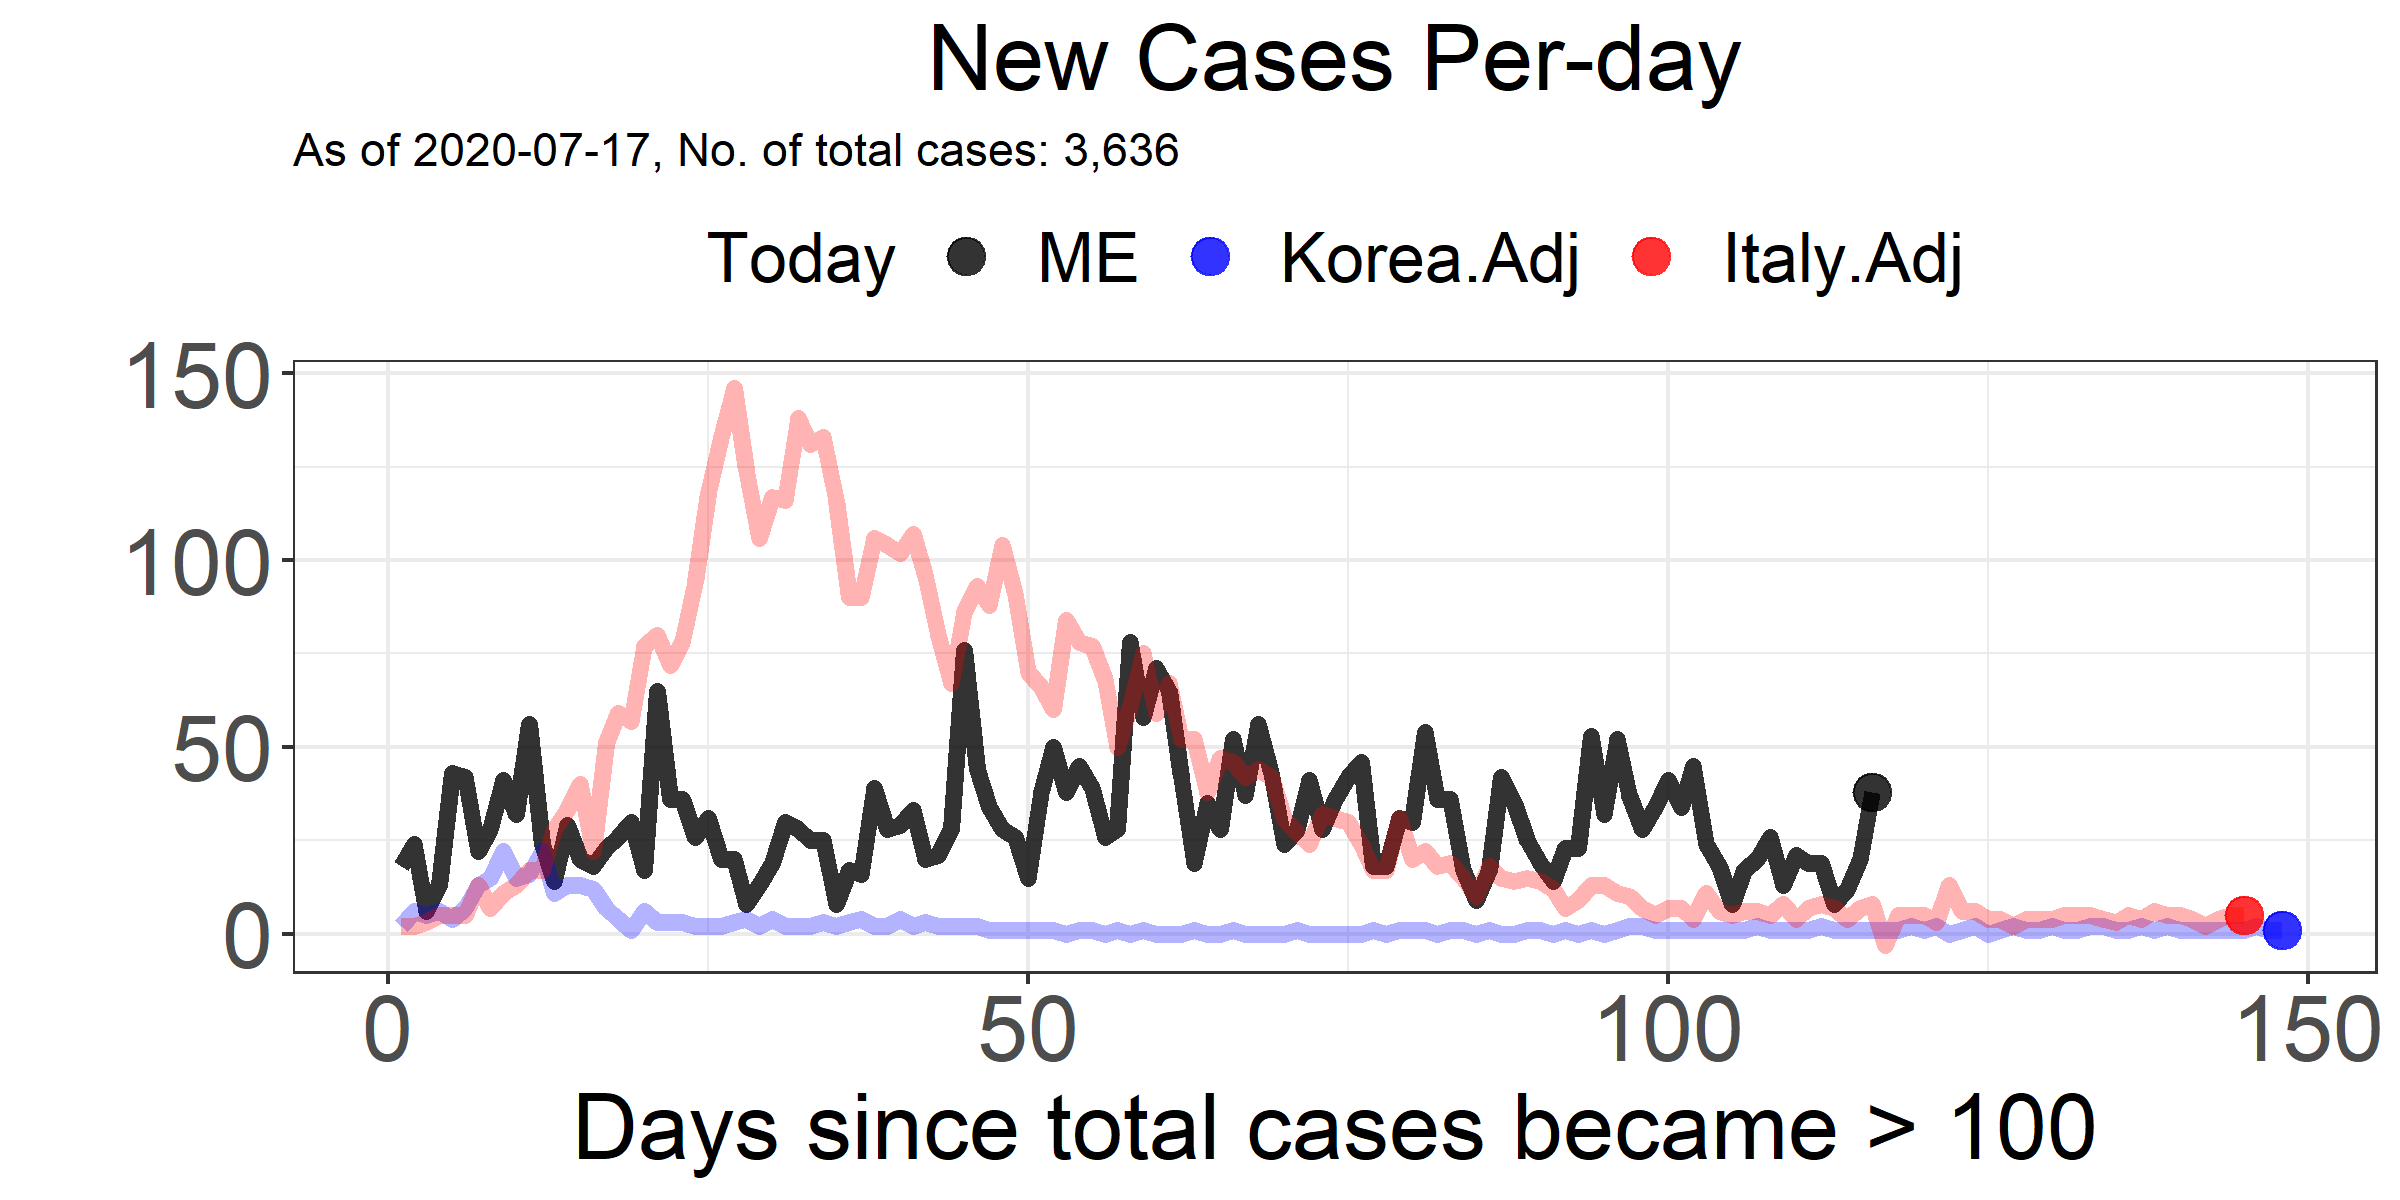 New Cases Per-day
As of 2020-07-17, No. of total cases: 3,636
Today ME Korea.Adj Italy.Adj
150
100
50
0
0 50 100 150
Days since total cases became > 100